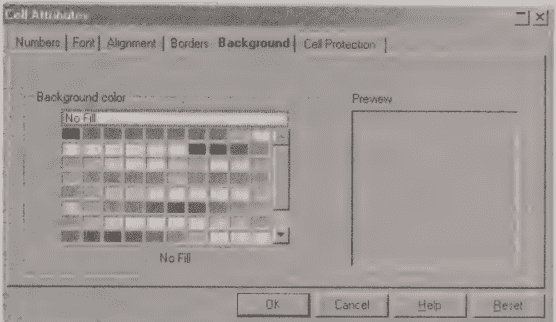 Cell Attributes
Numbers Font Alignment Borders Background Cell Protection
Background color
Preview
No Fill
No Fill
OK Cancel Help Reset